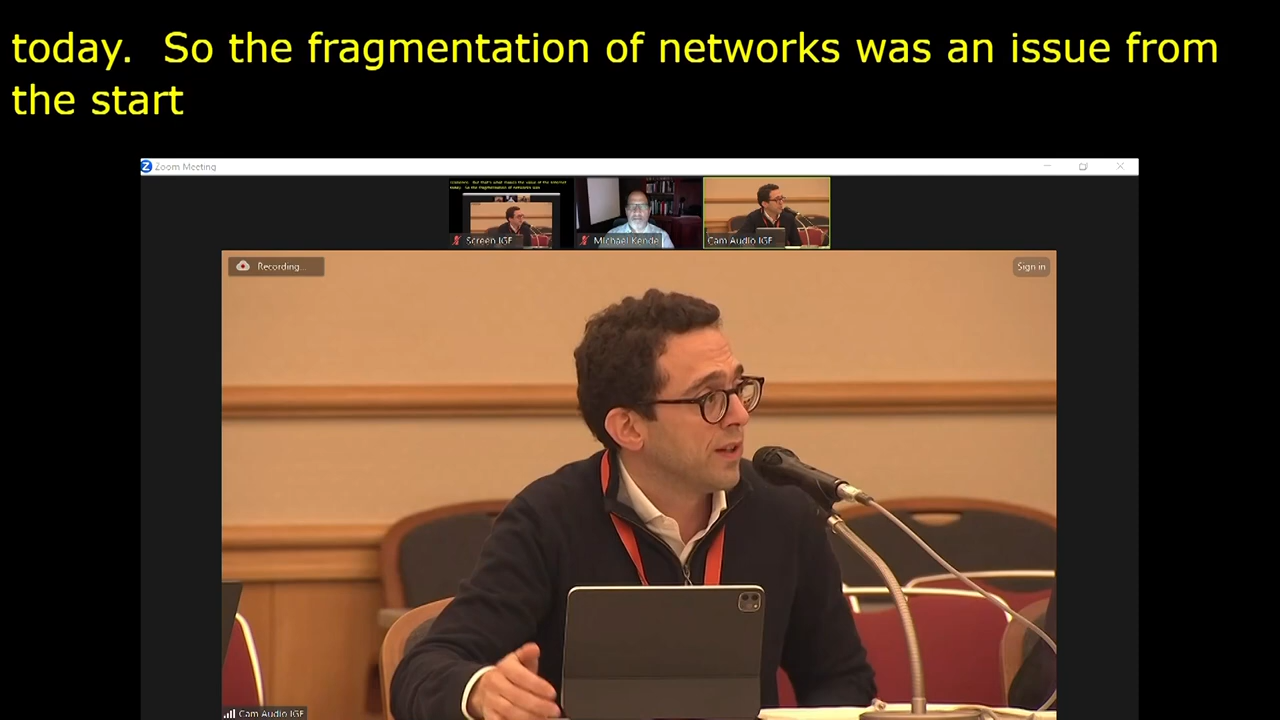 today.  So the fragmentation of networks was an issue from
the start
Zoom Meeting
Screen IGF
Michael Kende
Cam Audio IGF
Recording...
Sign in
Cam Audio IGF